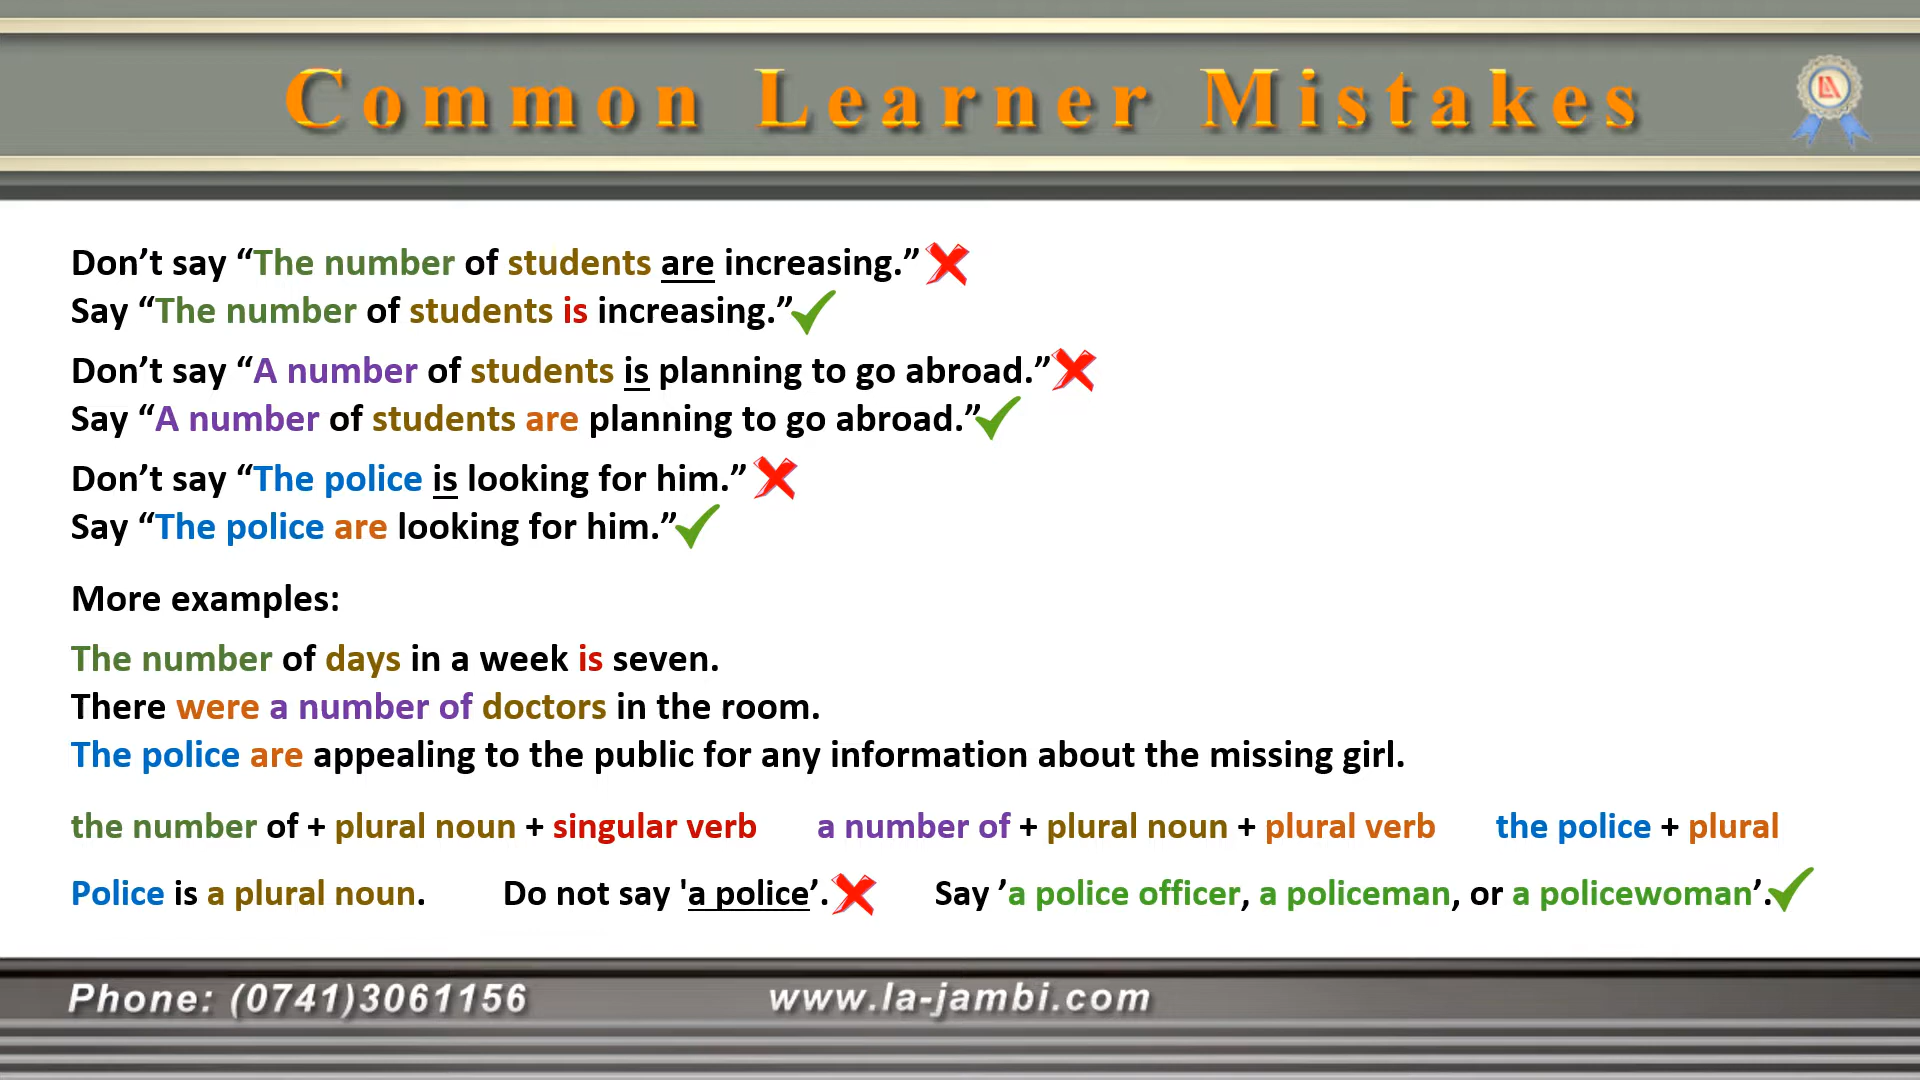 Common Learner Mistakes
LA
Don’t say “The number of students are increasing.”
Say “The number of students is increasing.”
Don’t say “A number of students is planning to go abroad.”
Say “A number of students are planning to go abroad.”
Don’t say “The police is looking for him.”
Say “The police are looking for him.”
More examples:
The number of days in a week is seven.
There were a number of doctors in the room.
The police are appealing to the public for any information about the missing girl.
the number of + plural noun + singular verb a number of + plural noun + plural verb the police + plural
Police is a plural noun. Do not say 'a police’. Say ’a police officer, a policeman, or a policewoman’.
Phone: (0741)3061156 www.la-jambi.com